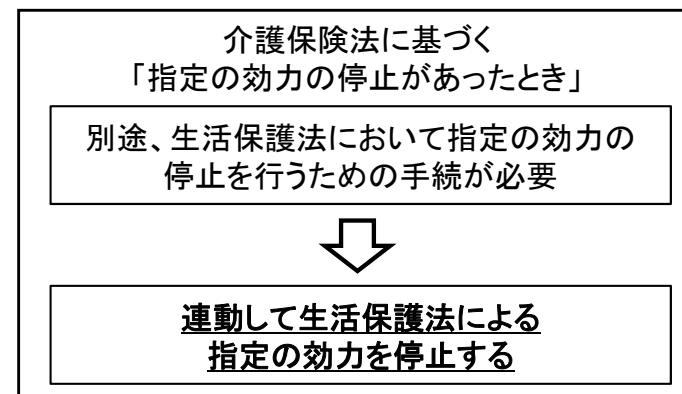 介護保険法に基づく
「指定の効力の停止があったとき」
別途、生活保護法において指定の効力の
停止を行うための手続が必要
連動して生活保護法による
指定の効力を停止する